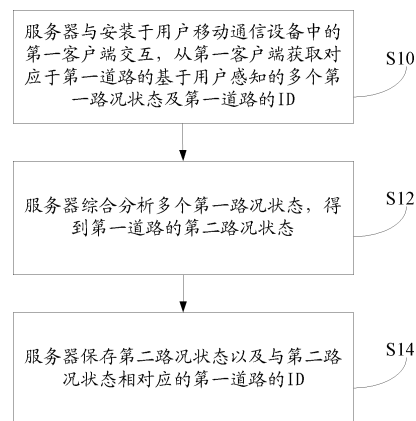 服务器与安装于用户移动通信设备中的
第一客户端交互，从第一客户端获取对
应于第一道路的基于用户感知的多个第
一路况状态及第一道路的ID
S10
服务器综合分析多个第一路况状态，得
到第一道路的第二路况状态
S12
服务器保存第二路况状态以及与第二路
况状态相对应的第一道路的ID
S14